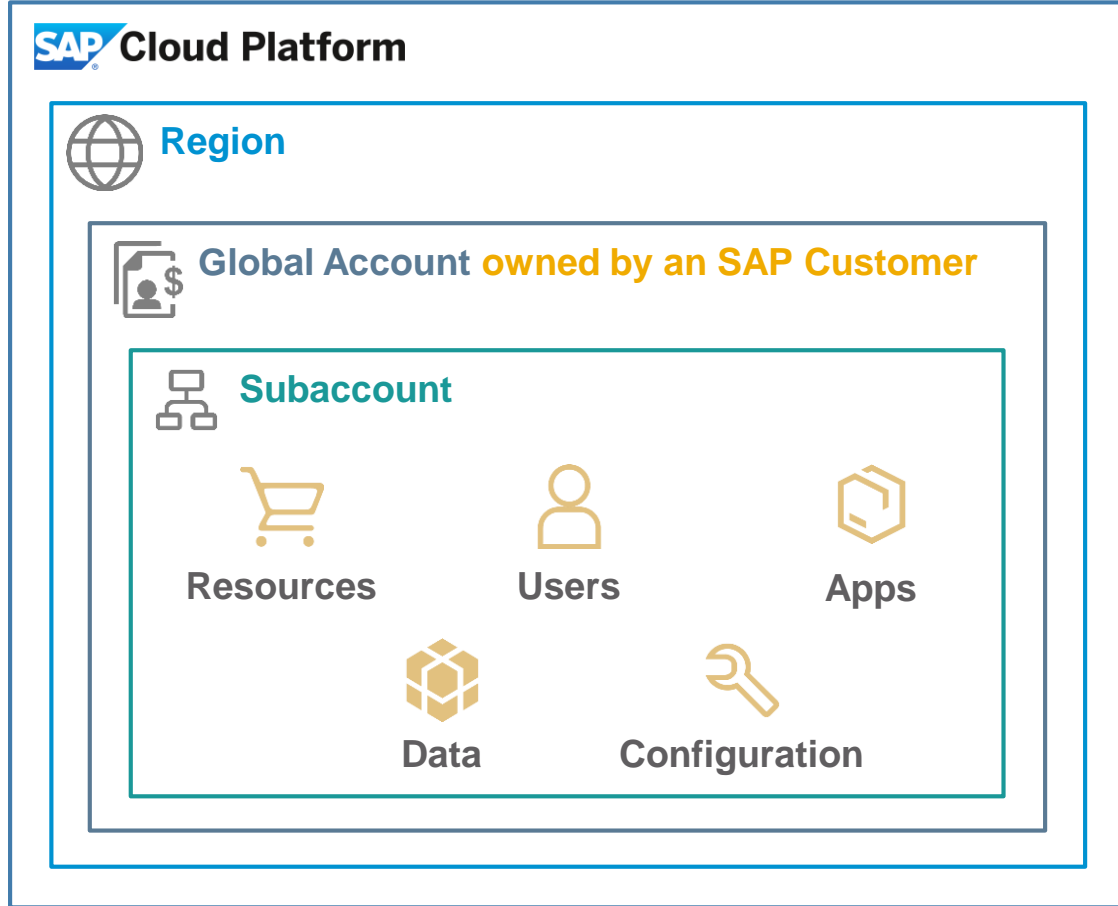 SAP® Cloud Platform
Region
$
Global Account owned by an SAP Customer
Subaccount
Resources Users Apps
Data Configuration